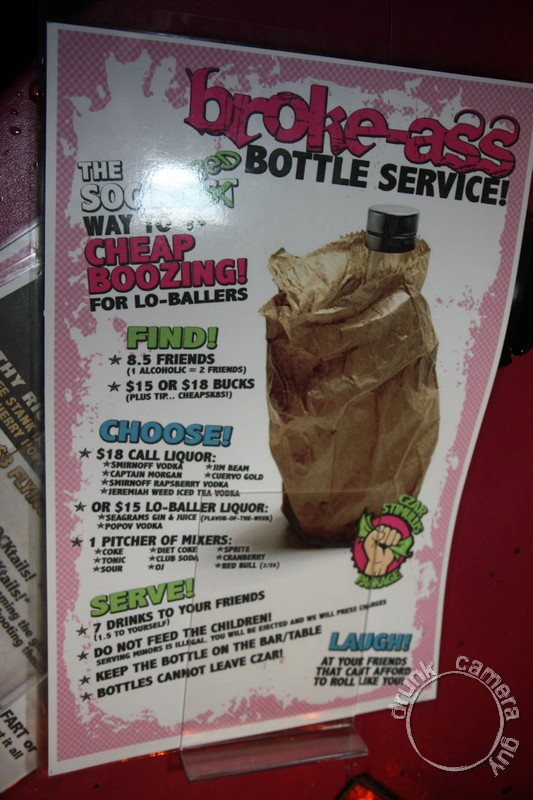 broke-ass
BOTTLE SERVICE!
THE
WAY TO
CHEAP
BOOZING!
FOR LO-BALLERS
FIND!
★ 8.5 FRIENDS
(1 ALCOHOLIC = 2 FRIENDS)
★ $15 OR $18 BUCKS
(PLUS TIP... CHEAPSK8S!)
CHOOSE!
★ $18 CALL LIQUOR:
★SMIRNOFF VODKA ★JIM BEAM
★CAPTAIN MORGAN ★CUERVO GOLD
★SMIRNOFF RAPSBERRY VODKA
★JEREMIAH WEED ICED TEA VODKA
★ OR $15 LO-BALLER LIQUOR:
★SEAGRAMS GIN & JUICE (FLAVOR-OF-THE-WEEK)
★POPOV VODKA
★ 1 PITCHER OF MIXERS:
★COKE ★DIET COKE ★SPRITE
★TONIC ★CLUB SODA ★CRANBERRY
★SOUR ★OJ ★RED BULL (2/5$)
SERVE!
★ 7 DRINKS TO YOUR FRIENDS
(1.5 TO YOURSELF)
★ DO NOT FEED THE CHILDREN!
SERVING MINORS IS ILLEGAL. YOU WILL BE EJECTED AND WE WILL PRESS CHARGES
★ KEEP THE BOTTLE ON THE BAR/TABLE
★ BOTTLES CANNOT LEAVE CZAR!
CZAR
STIMULUS
PACKAGE
LAUGH!
AT YOUR FRIENDS
THAT CAN'T AFFORD
TO ROLL LIKE YOU!
FART OR
drunk camera guy